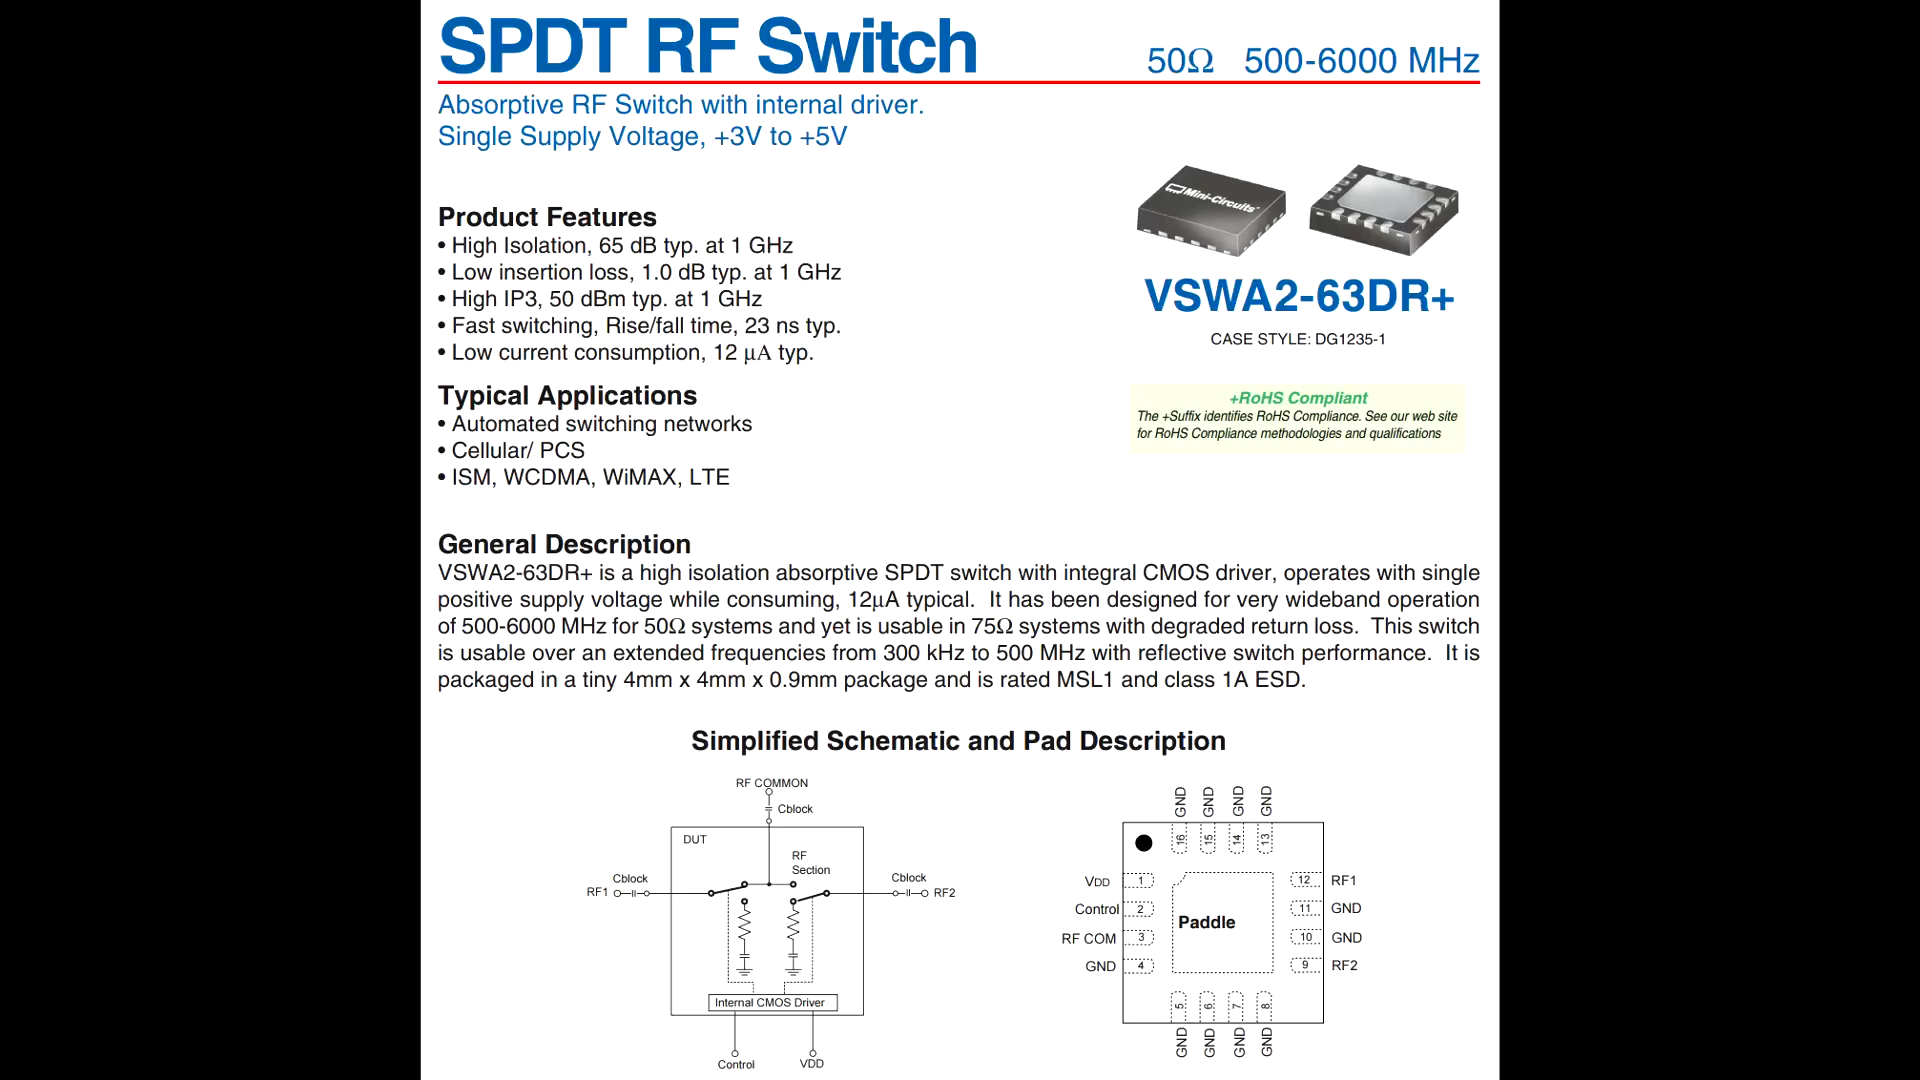 SPDT RF Switch
50Ω 500-6000 MHz
Absorptive RF Switch with internal driver.
Single Supply Voltage, +3V to +5V
Mini-Circuits
Product Features
• High Isolation, 65 dB typ. at 1 GHz
• Low insertion loss, 1.0 dB typ. at 1 GHz
• High IP3, 50 dBm typ. at 1 GHz
• Fast switching, Rise/fall time, 23 ns typ.
• Low current consumption, 12 µA typ.
VSWA2-63DR+
CASE STYLE: DG1235-1
Typical Applications
• Automated switching networks
• Cellular/ PCS
• ISM, WCDMA, WiMAX, LTE
+RoHS Compliant
The +Suffix identifies RoHS Compliance. See our web site
for RoHS Compliance methodologies and qualifications
General Description
VSWA2-63DR+ is a high isolation absorptive SPDT switch with integral CMOS driver, operates with single
positive supply voltage while consuming, 12µA typical. It has been designed for very wideband operation
of 500-6000 MHz for 50Ω systems and yet is usable in 75Ω systems with degraded return loss. This switch
is usable over an extended frequencies from 300 kHz to 500 MHz with reflective switch performance. It is
packaged in a tiny 4mm x 4mm x 0.9mm package and is rated MSL1 and class 1A ESD.
Simplified Schematic and Pad Description
RF COMMON
Cblock
DUT
RF
Section
Cblock
Cblock
RF1
RF2
Internal CMOS Driver
Control
VDD
GND GND GND GND
16 15 14 13
VDD 1
12 RF1
Control 2
11 GND
Paddle
RF COM 3
10 GND
GND 4
9 RF2
5 6 7 8
GND GND GND GND